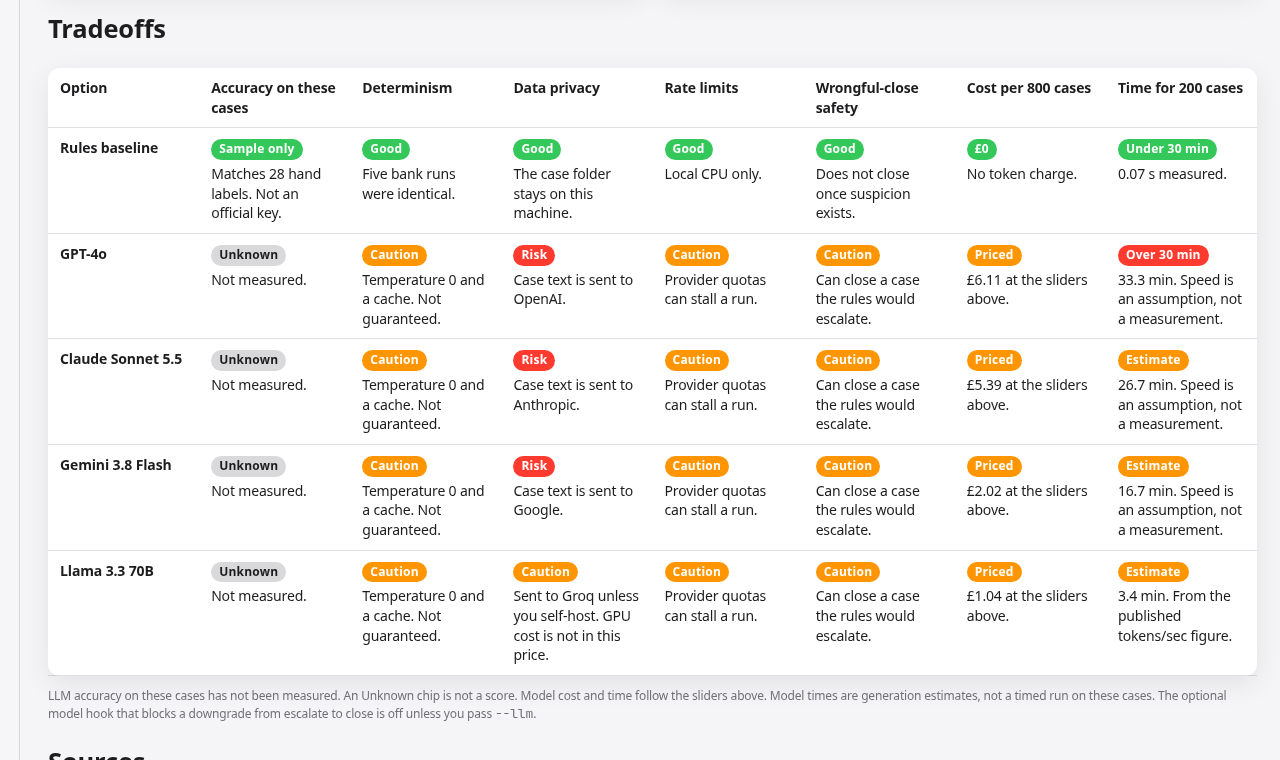 Tradeoffs
Option
Accuracy on these
cases
Determinism
Data privacy
Rate limits
Wrongful-close
safety
Cost per 800 cases
Time for 200 cases
Rules baseline
Sample only
Matches 28 hand
labels. Not an
official key.
Good
Five bank runs
were identical.
Good
The case folder
stays on this
machine.
Good
Local CPU only.
Good
Does not close
once suspicion
exists.
£0
No token charge.
Under 30 min
0.07 s measured.
GPT-4o
Unknown
Not measured.
Caution
Temperature 0 and
a cache. Not
guaranteed.
Risk
Case text is sent to
OpenAI.
Caution
Provider quotas
can stall a run.
Caution
Can close a case
the rules would
escalate.
Priced
£6.11 at the sliders
above.
Over 30 min
33.3 min. Speed is
an assumption, not
a measurement.
Claude Sonnet 5.5
Unknown
Not measured.
Caution
Temperature 0 and
a cache. Not
guaranteed.
Risk
Case text is sent to
Anthropic.
Caution
Provider quotas
can stall a run.
Caution
Can close a case
the rules would
escalate.
Priced
£5.39 at the sliders
above.
Estimate
26.7 min. Speed is
an assumption, not
a measurement.
Gemini 3.8 Flash
Unknown
Not measured.
Caution
Temperature 0 and
a cache. Not
guaranteed.
Risk
Case text is sent to
Google.
Caution
Provider quotas
can stall a run.
Caution
Can close a case
the rules would
escalate.
Priced
£2.02 at the sliders
above.
Estimate
16.7 min. Speed is
an assumption, not
a measurement.
Llama 3.3 70B
Unknown
Not measured.
Caution
Temperature 0 and
a cache. Not
guaranteed.
Caution
Sent to Groq unless
you self-host. GPU
cost is not in this
price.
Caution
Provider quotas
can stall a run.
Caution
Can close a case
the rules would
escalate.
Priced
£1.04 at the sliders
above.
Estimate
3.4 min. From the
published
tokens/sec figure.
LLM accuracy on these cases has not been measured. An Unknown chip is not a score. Model cost and time follow the sliders above. Model times are generation estimates, not a timed run on these cases. The optional
model hook that blocks a downgrade from escalate to close is off unless you pass --llm.
Sources